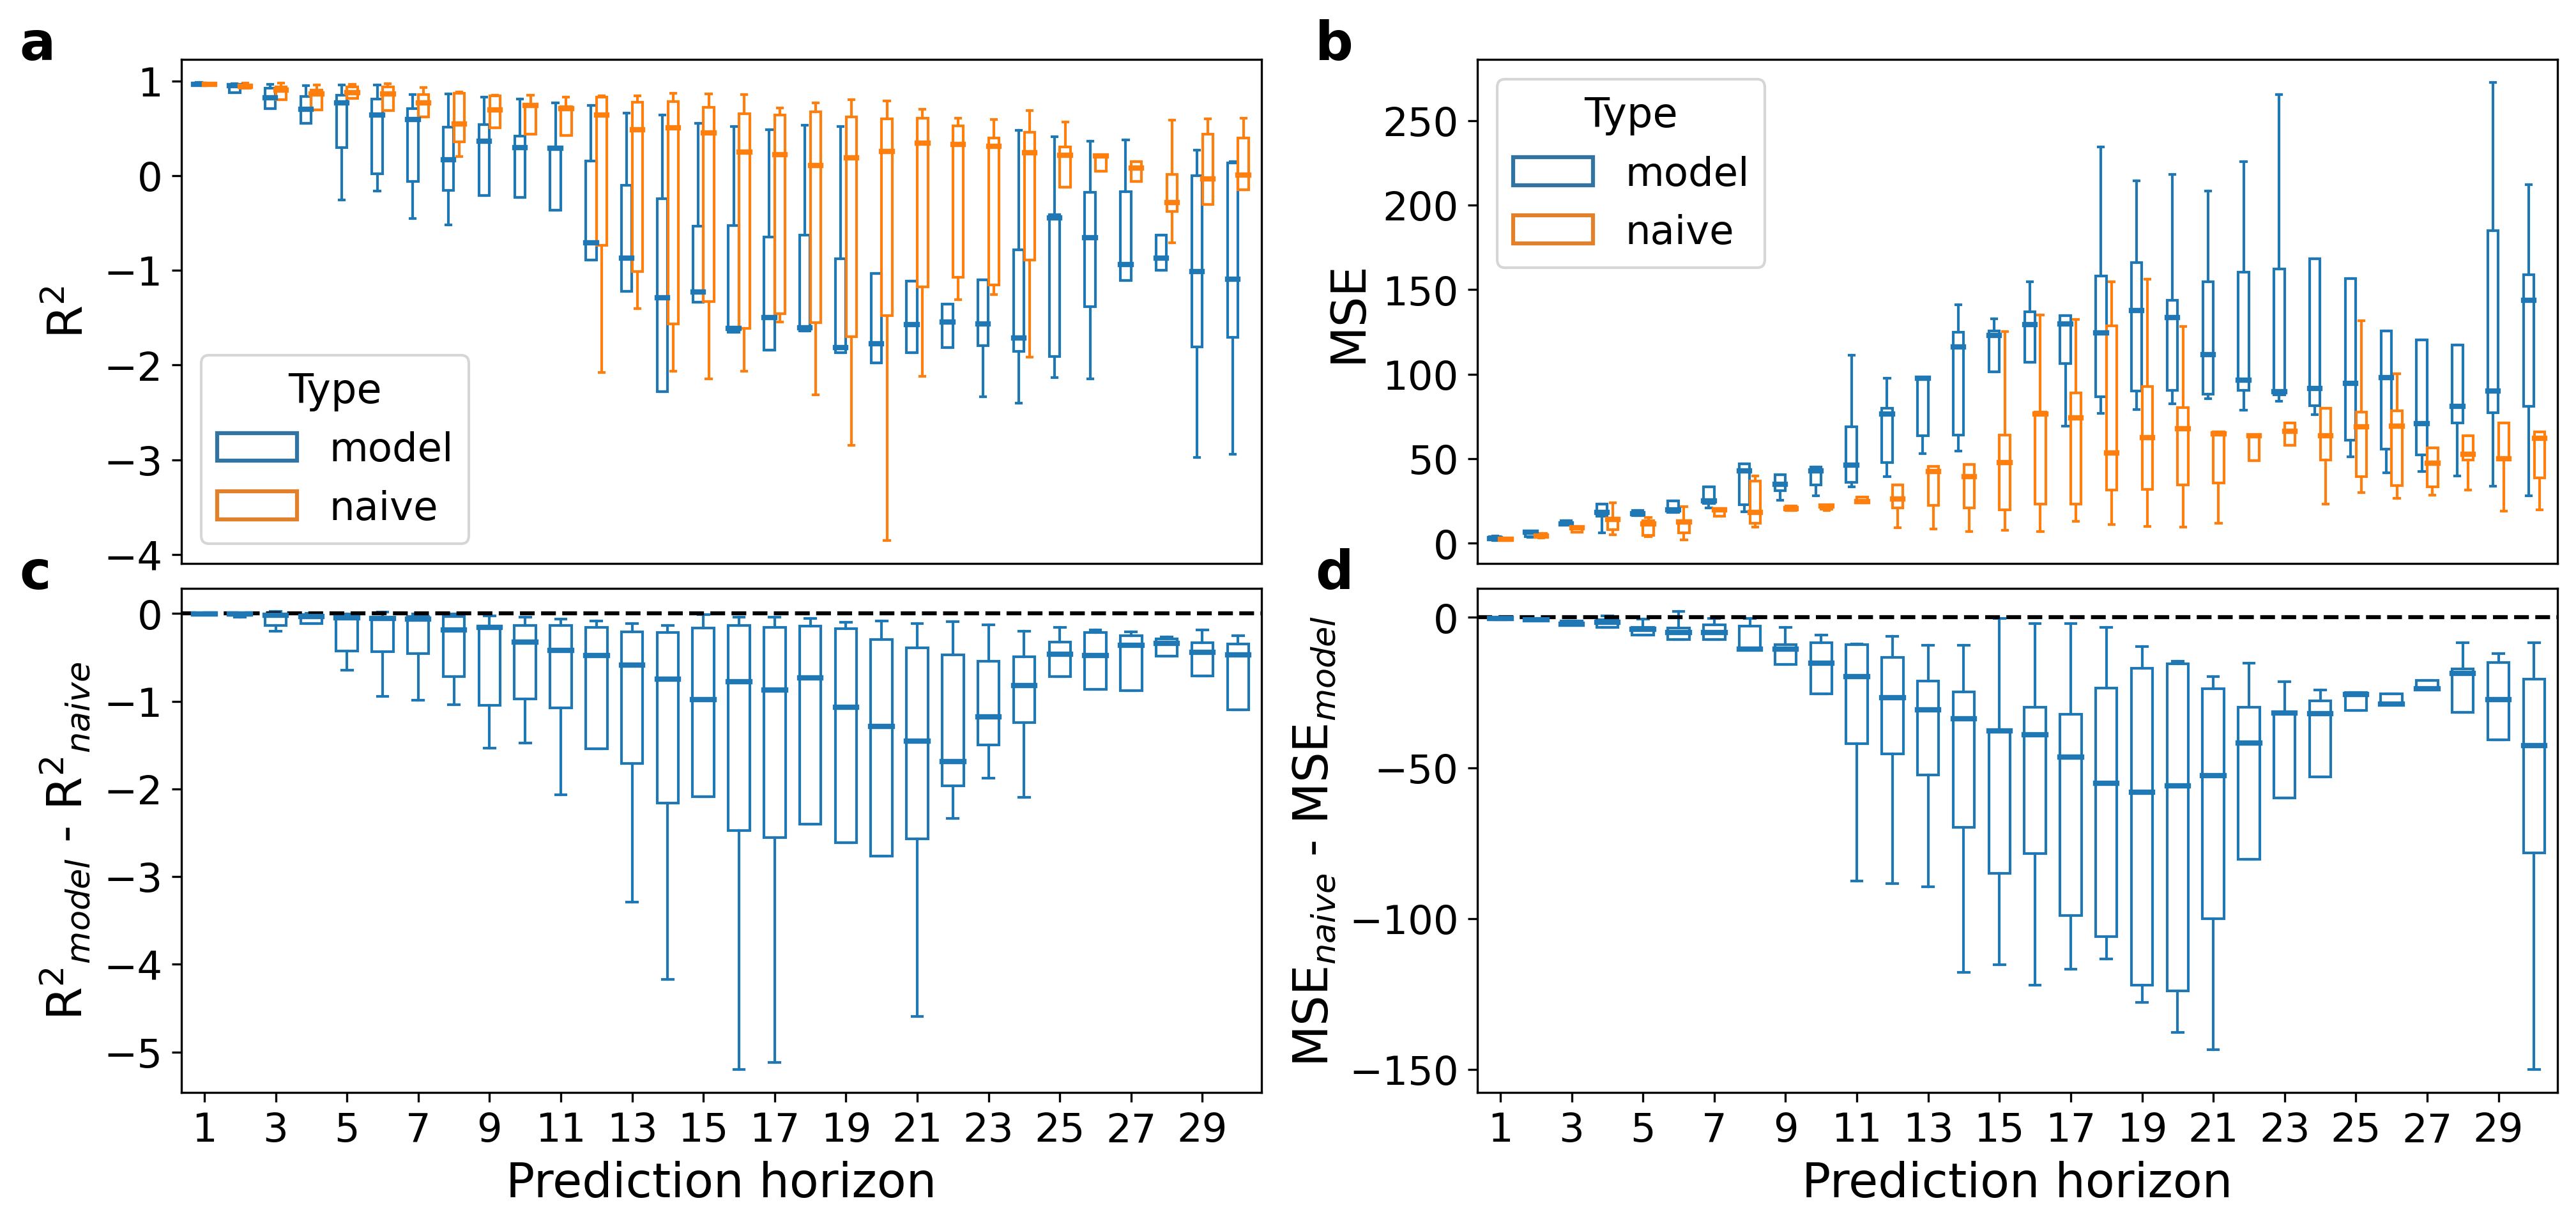 a
1
0
−1
−2
−3
−4
R²
Type
model
naive
b
250
200
150
100
50
0
MSE
Type
model
naive
c
0
−1
−2
−3
−4
−5
R²model - R²naive
1 3 5 7 9 11 13 15 17 19 21 23 25 27 29
Prediction horizon
d
0
−50
−100
−150
MSEnaive - MSEmodel
1 3 5 7 9 11 13 15 17 19 21 23 25 27 29
Prediction horizon